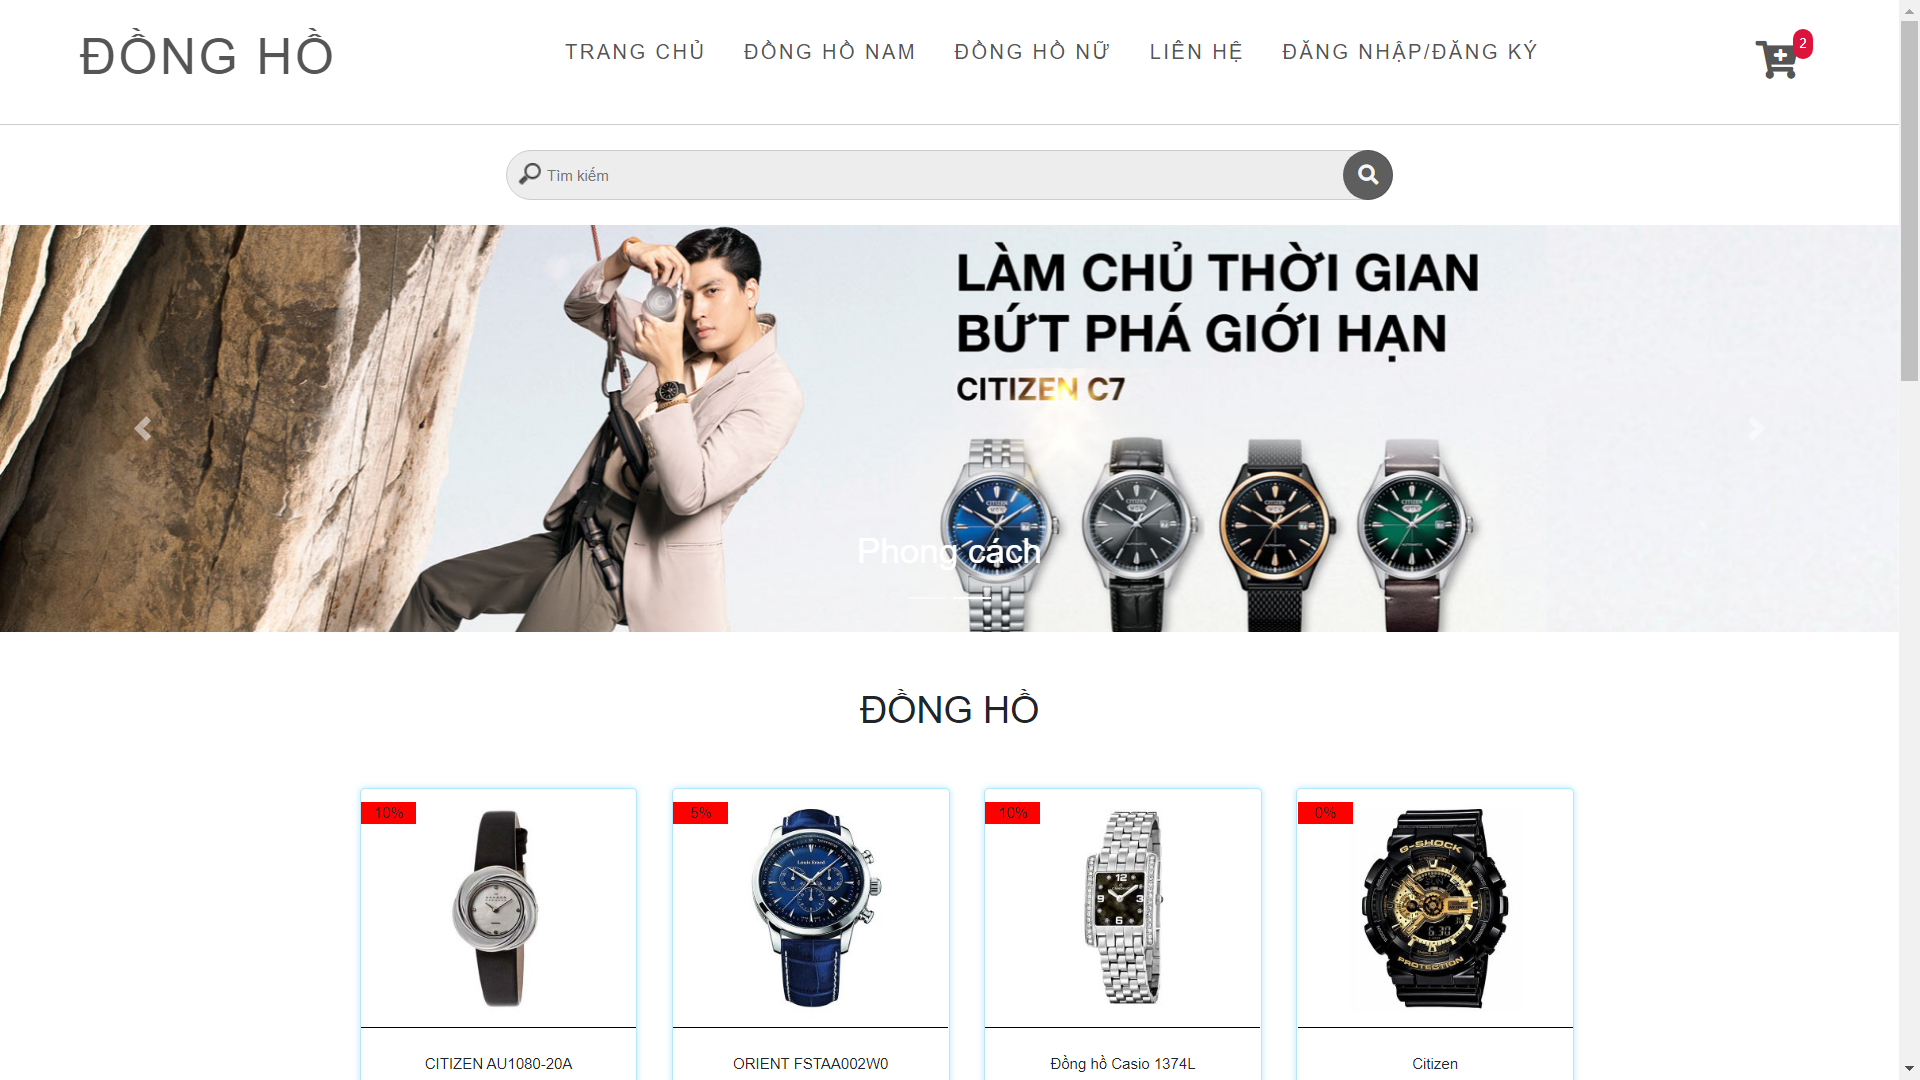 ĐỒNG HỒ
TRANG CHỦ ĐỒNG HỒ NAM ĐỒNG HỒ NỮ LIÊN HỆ ĐĂNG NHẬP/ĐĂNG KÝ
2
Tìm kiếm
LÀM CHỦ THỜI GIAN
BỨT PHÁ GIỚI HẠN
CITIZEN C7
Phong cách
ĐỒNG HỒ
10% 5% 10% 0%
G-SHOCK
PROTECTION
CITIZEN AU1080-20A ORIENT FSTAA002W0 Đồng hồ Casio 1374L Citizen